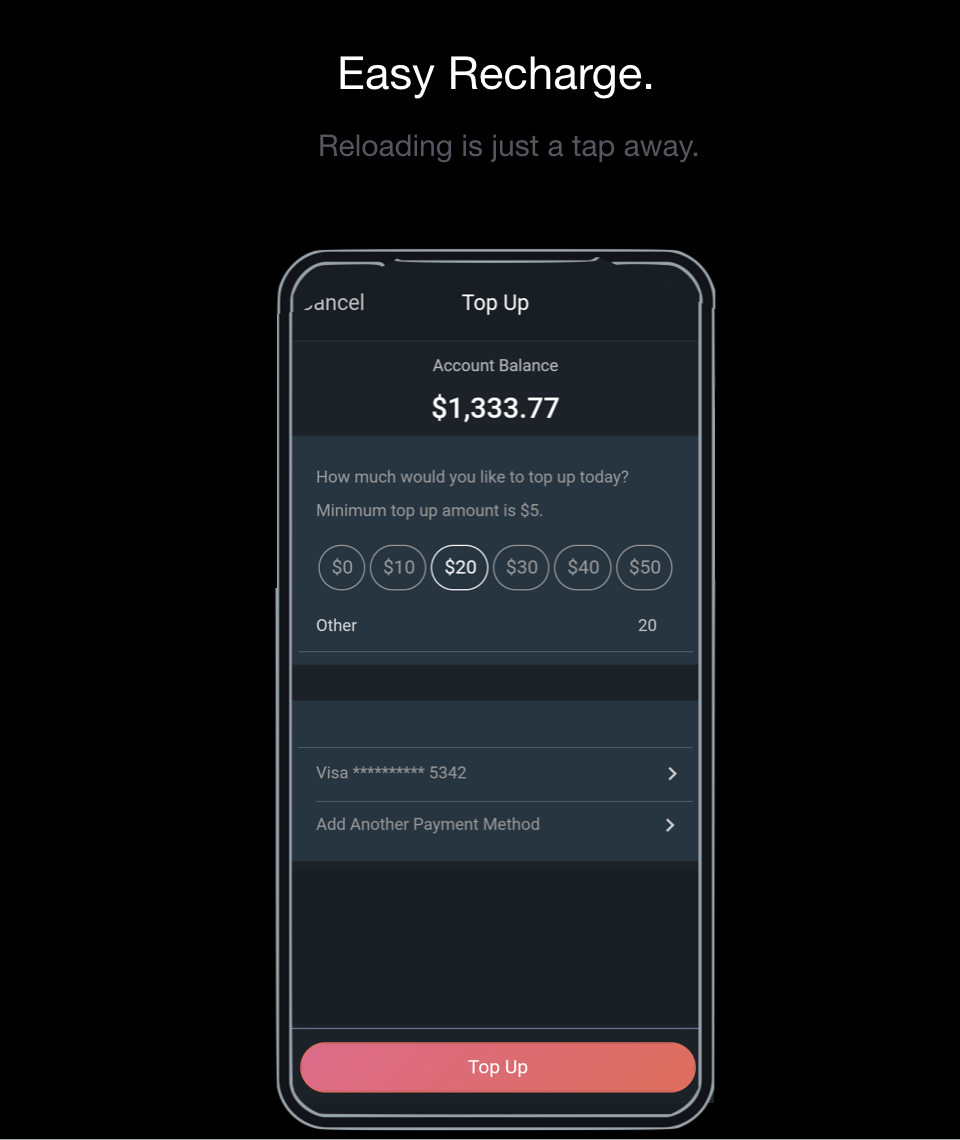 Easy Recharge.
Reloading is just a tap away.
Cancel Top Up
Account Balance
$1,333.77
How much would you like to top up today?
Minimum top up amount is $5.
$0 $10 $20 $30 $40 $50
Other 20
Visa ********** 5342
Add Another Payment Method
Top Up